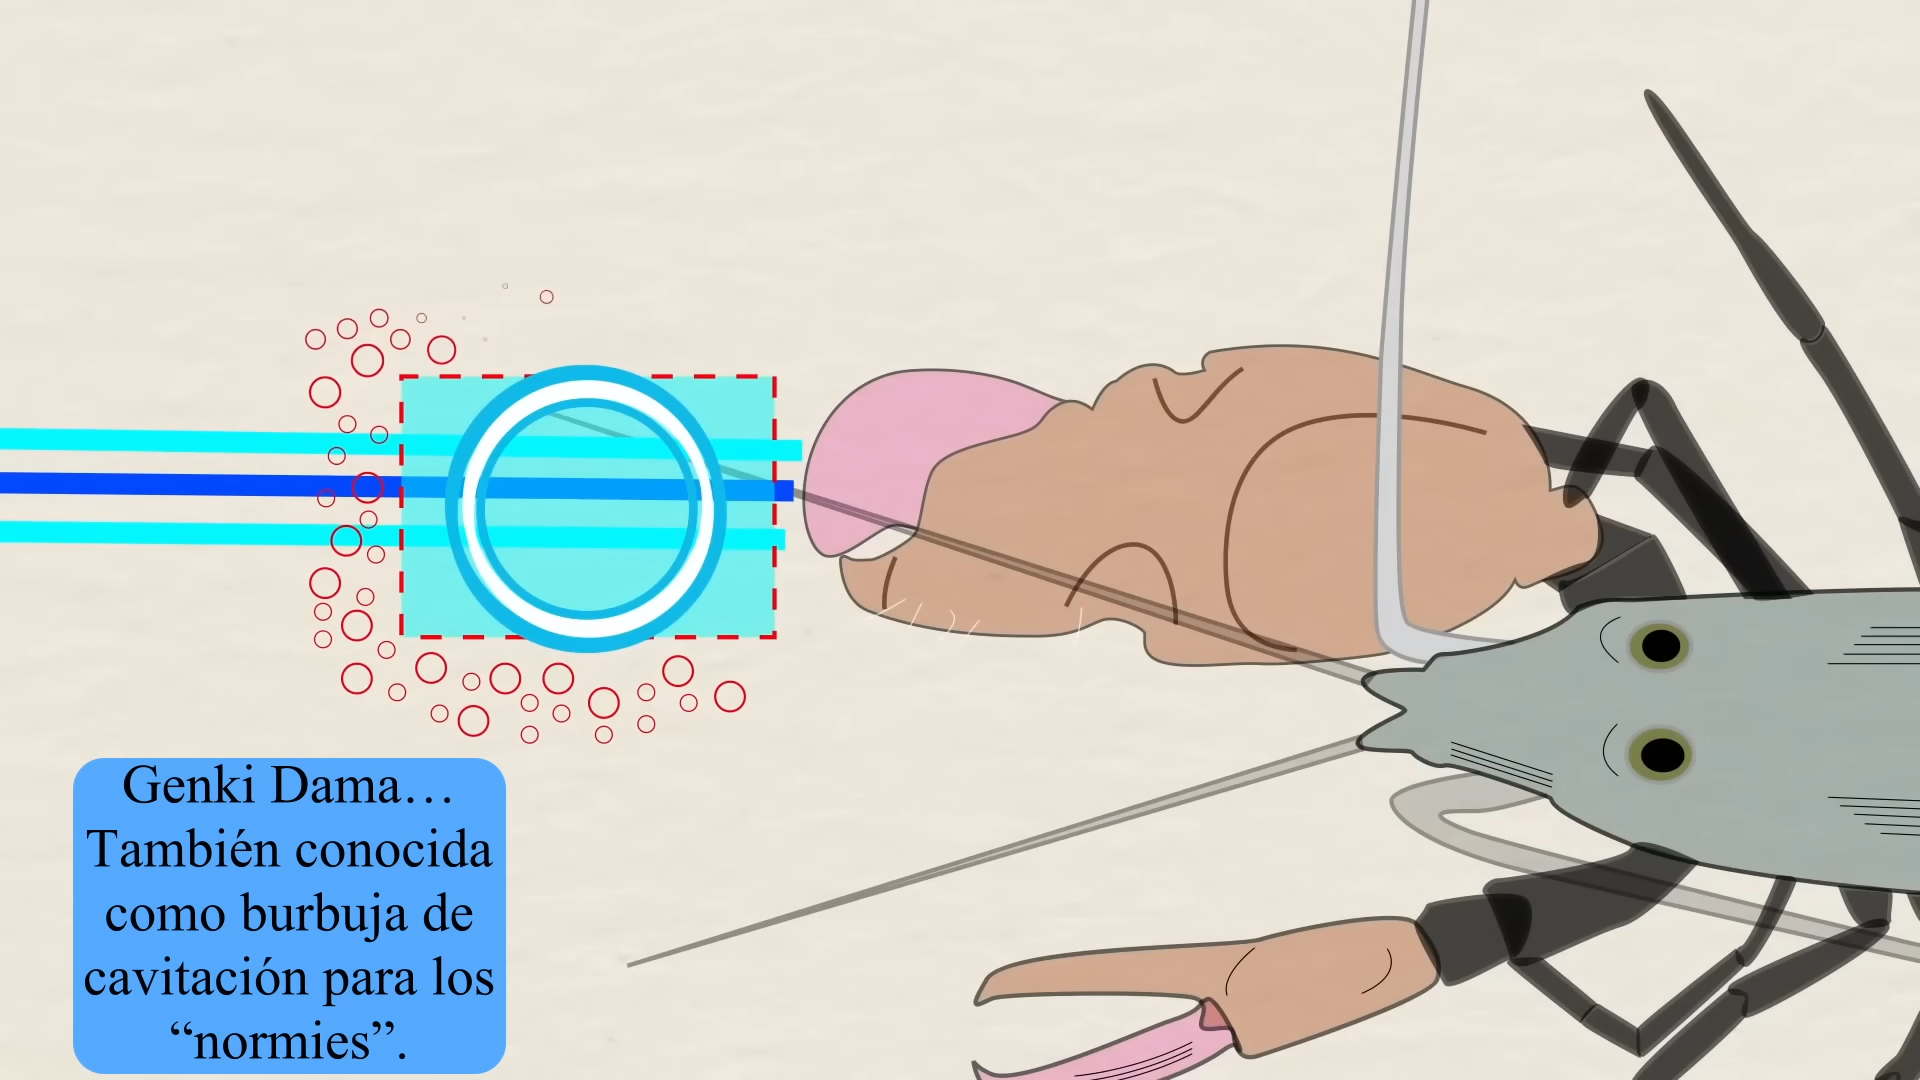 Genki Dama…
También conocida
como burbuja de
cavitación para los
“normies”.